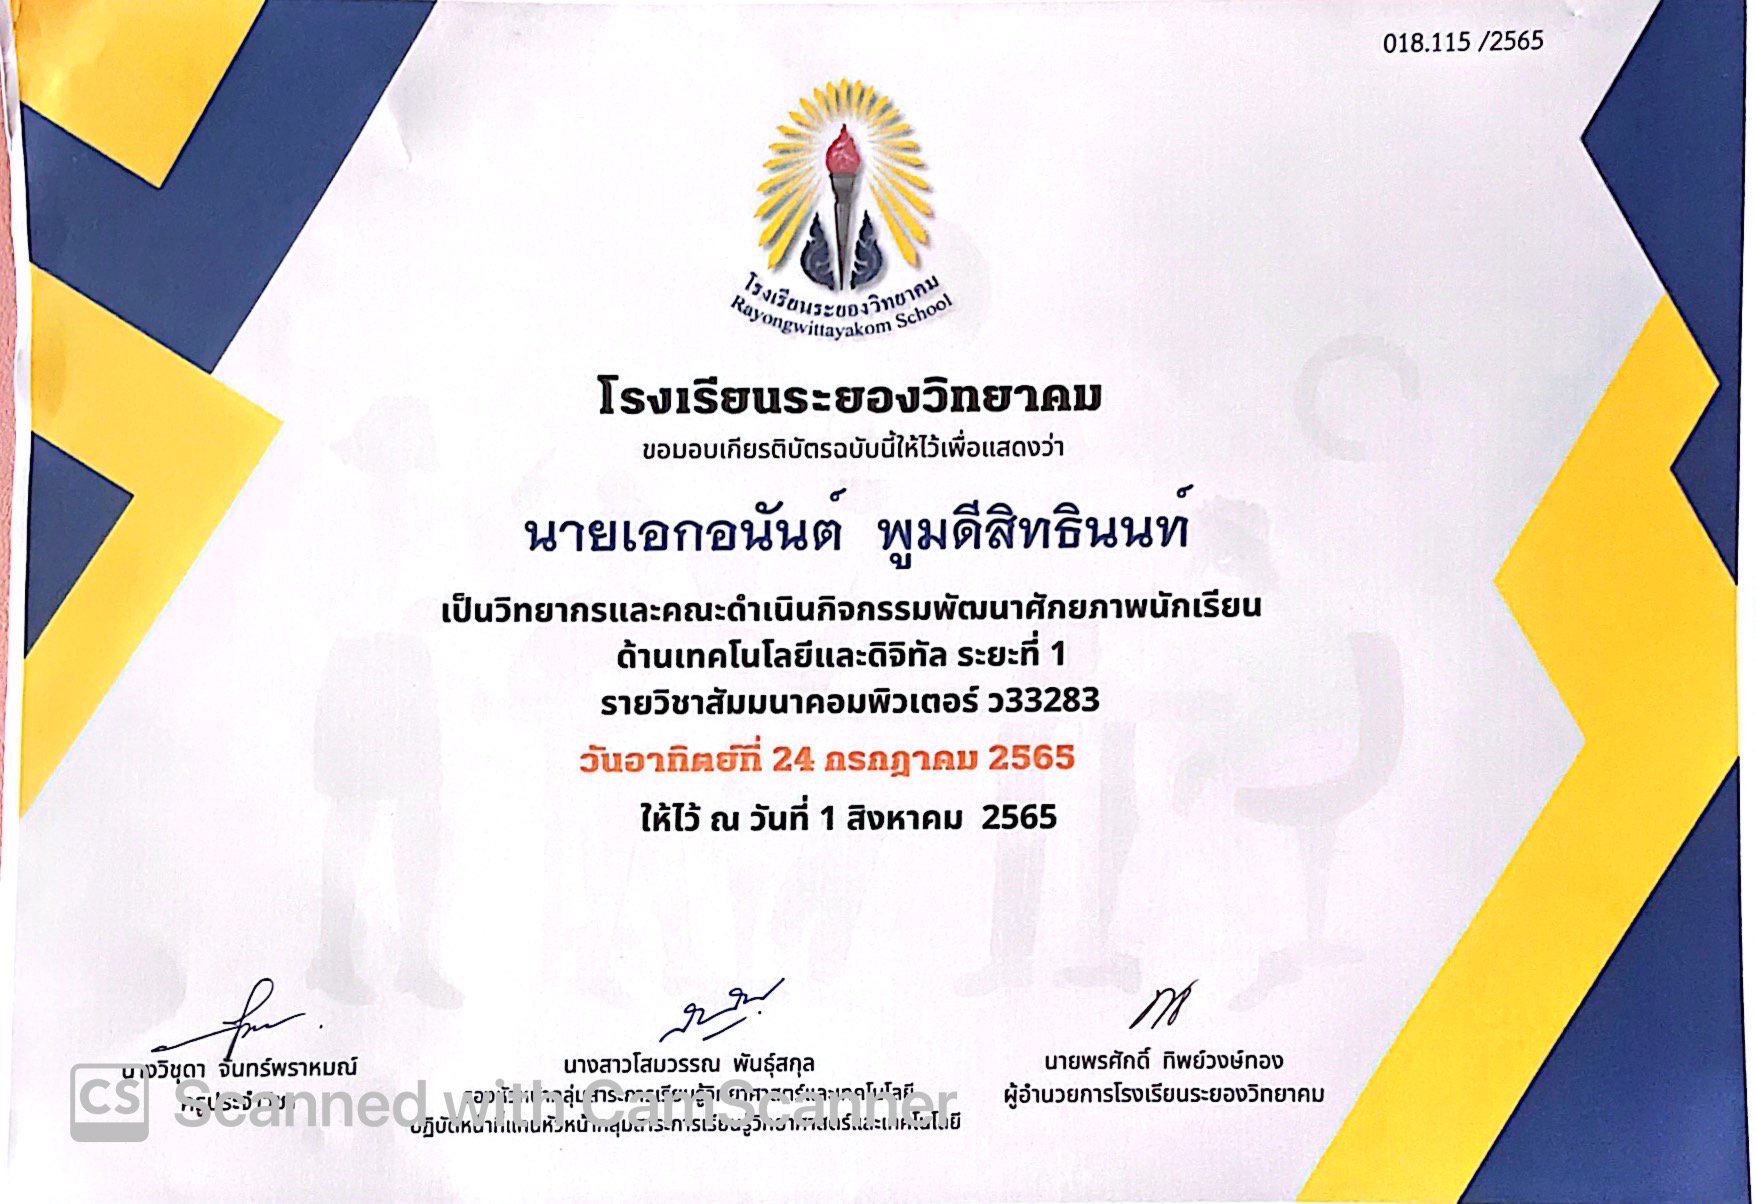 018.115 /2565
โรงเรียนระยองวิทยาคม
Rayongwittayakom School
โรงเรียนระยองวิทยาคม
ขอมอบเกียรติบัตรฉบับนี้ให้ไว้เพื่อแสดงว่า
นายเอกอนันต์ พูมดีสิทธินนท์
เป็นวิทยากรและคณะดำเนินกิจกรรมพัฒนาศักยภาพนักเรียน
ด้านเทคโนโลยีและดิจิทัล ระยะที่ 1
รายวิชาสัมมนาคอมพิวเตอร์ ว33283
วันอาทิตย์ที่ 24 กรกฎาคม 2565
ให้ไว้ ณ วันที่ 1 สิงหาคม 2565
นางวิชุดา จันทร์พราหมณ์
ครูประจำวิชา
นางสาวโสมวรรณ พันธุ์สกุล
รองหัวหน้ากลุ่มสาระการเรียนรู้วิทยาศาสตร์และเทคโนโลยี
ปฏิบัติหน้าที่แทนหัวหน้ากลุ่มสาระการเรียนรู้วิทยาศาสตร์และเทคโนโลยี
นายพรศักดิ์ ทิพย์วงษ์ทอง
ผู้อำนวยการโรงเรียนระยองวิทยาคม
CS Scanned with CamScanner